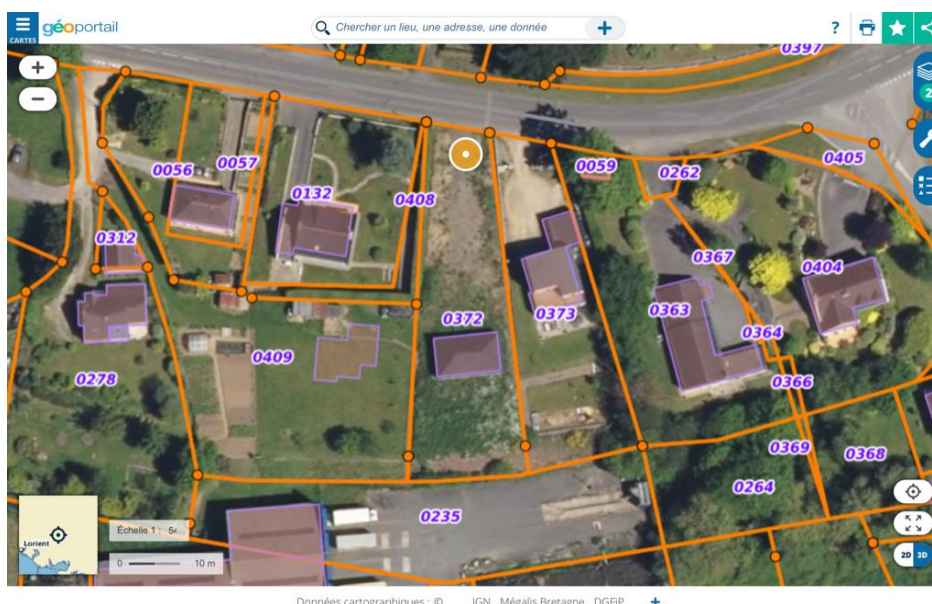 CARTES
géoportail
Chercher un lieu, une adresse, une donnée
+
?
0397
+
−
2
0059
0405
0056
0057
0262
0132
0408
0312
0367
0404
0363
0372
0373
0364
0409
0278
0366
0369
0368
0264
0235
Lorient
Échelle 1 :
0
10 m
2D
3D
Données cartographiques : ©
IGN, Mégalis Bretagne, DGFiP
+